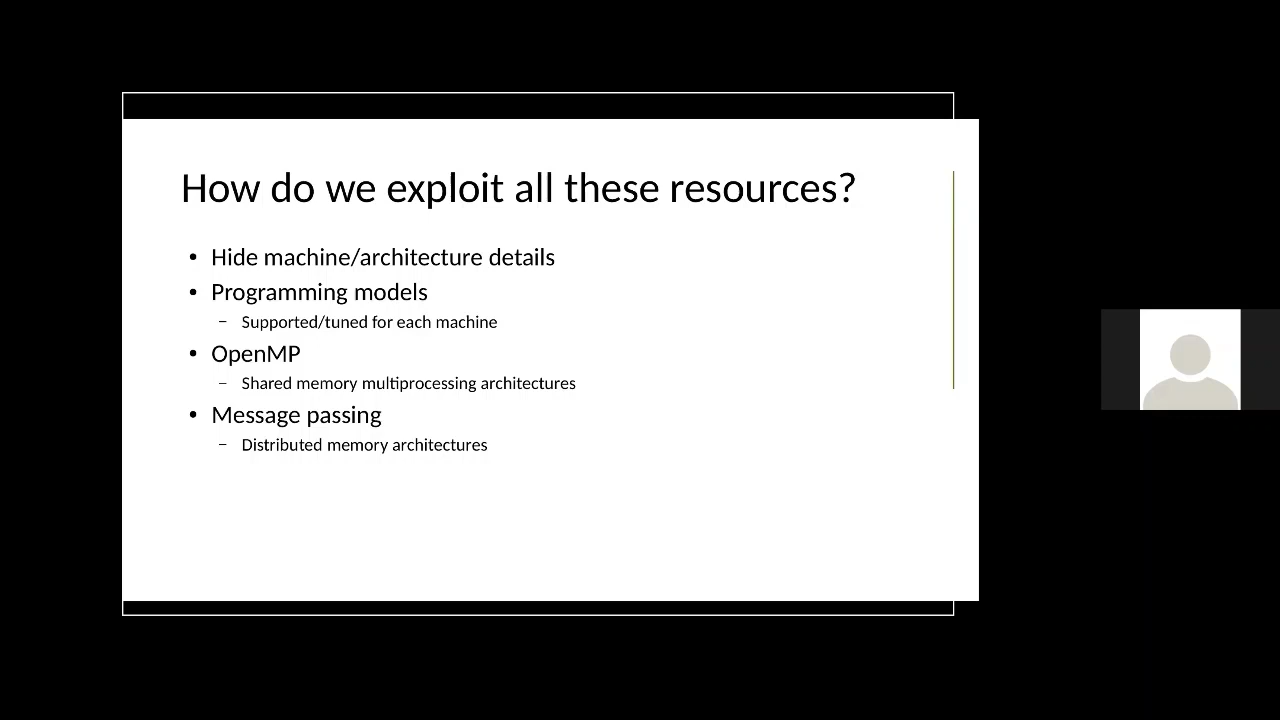 How do we exploit all these resources?
• Hide machine/architecture details
• Programming models
– Supported/tuned for each machine
• OpenMP
– Shared memory multiprocessing architectures
• Message passing
– Distributed memory architectures